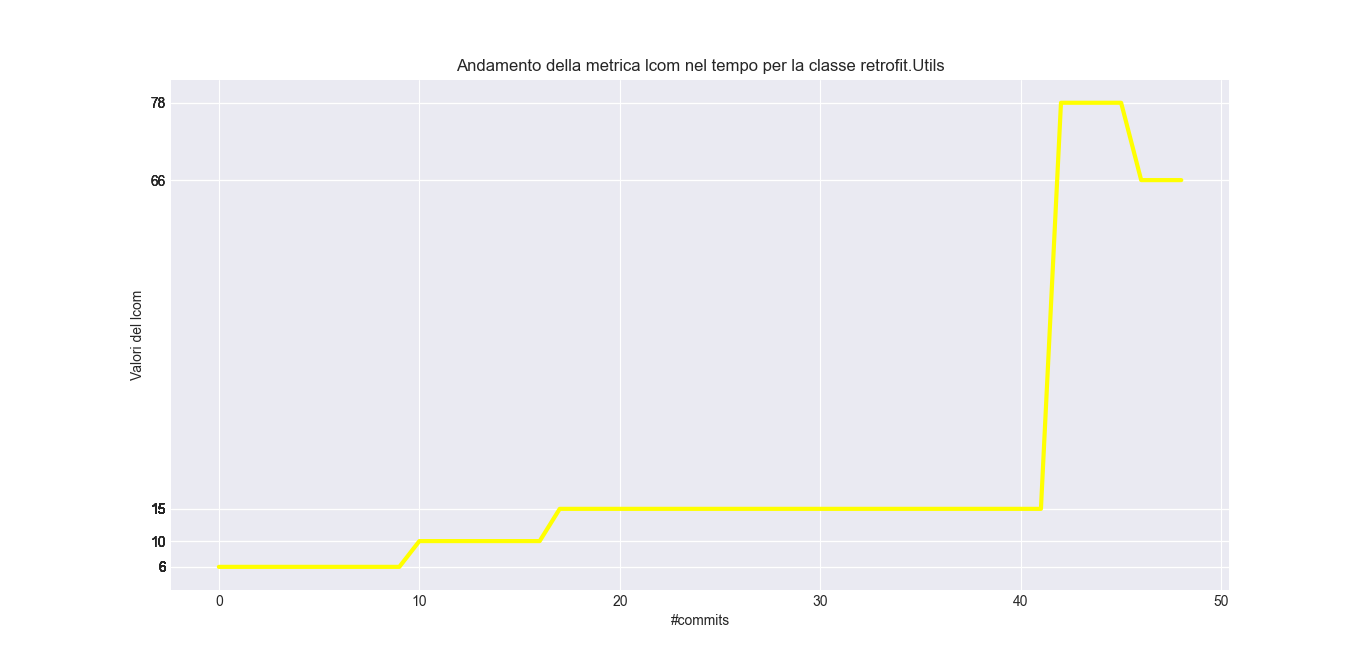 Andamento della metrica lcom nel tempo per la classe retrofit.Utils
78
66
Valori del lcom
15
10
6
0 10 20 30 40 50
#commits